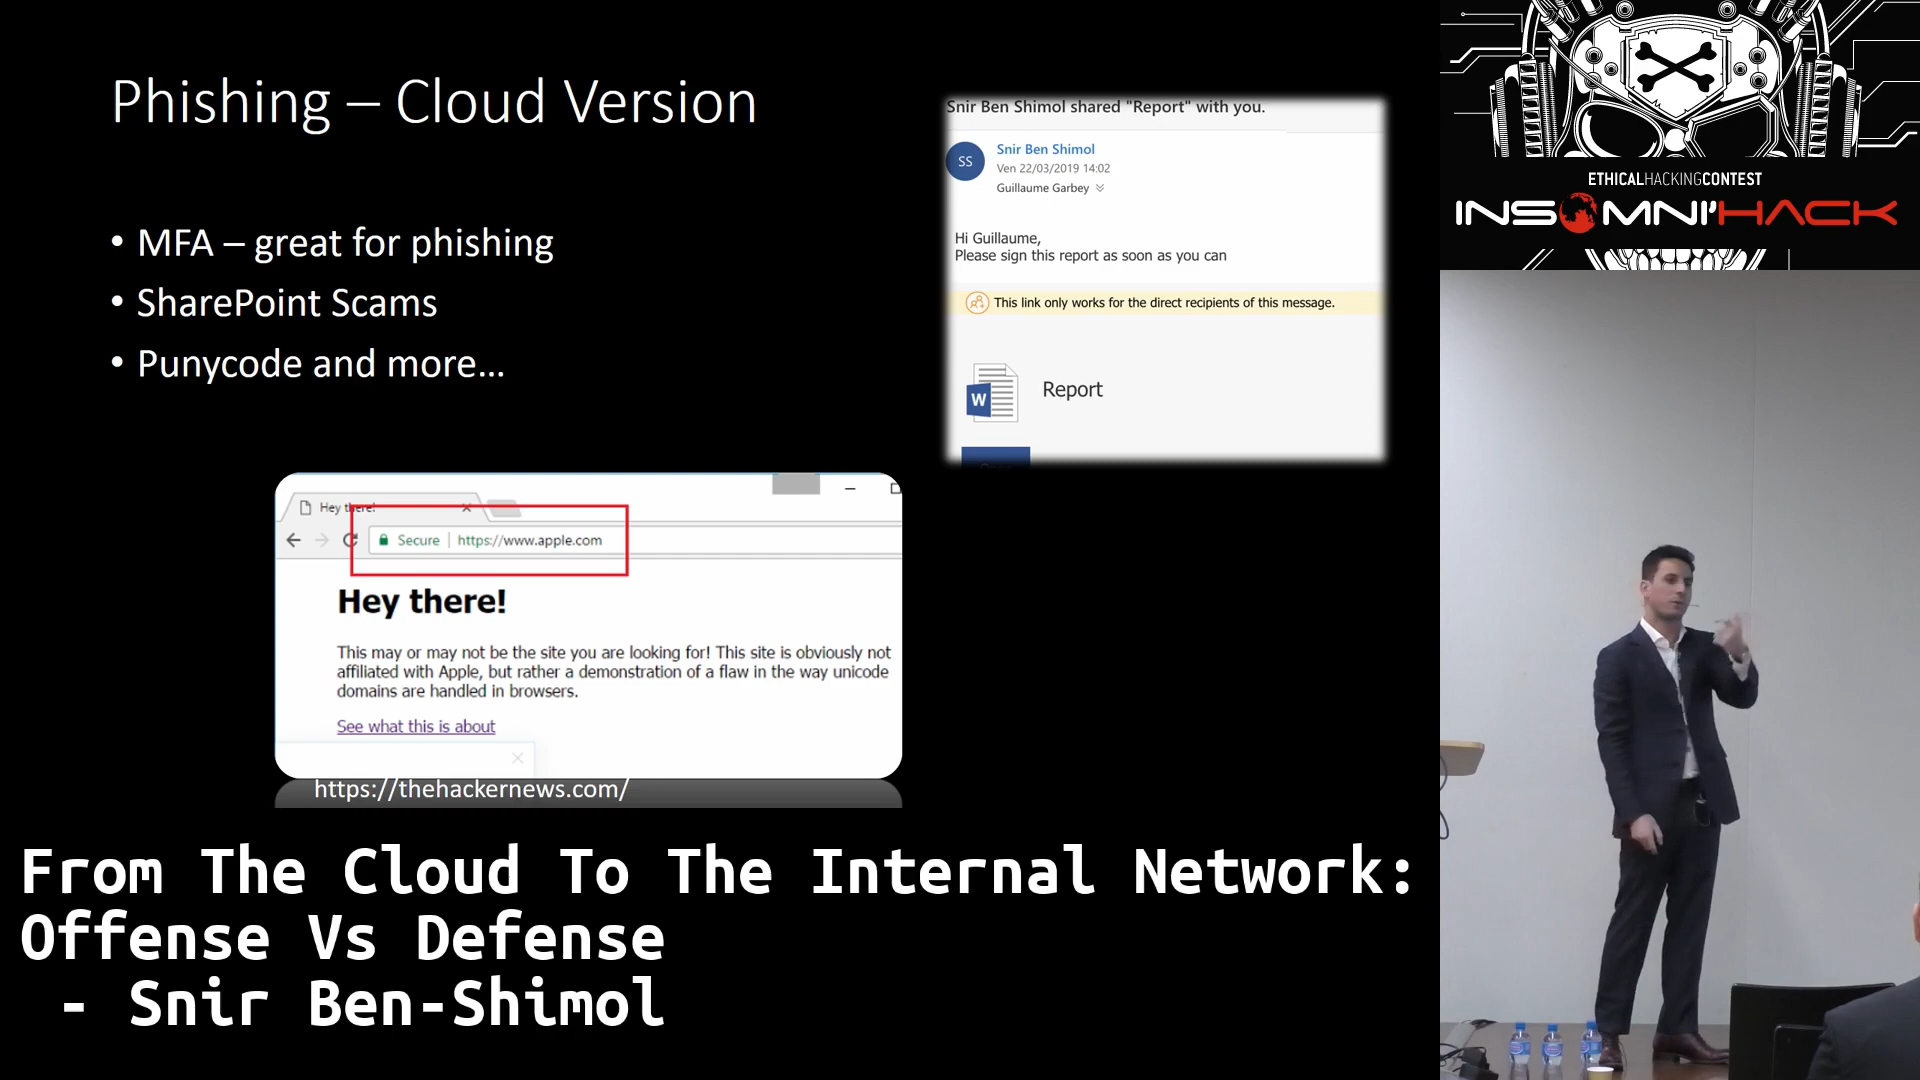 Phishing – Cloud Version
• MFA – great for phishing
• SharePoint Scams
• Punycode and more...
Snir Ben Shimol shared "Report" with you.
SS
Snir Ben Shimol
Ven 22/03/2019 14:02
Guillaume Garbey
Hi Guillaume,
Please sign this report as soon as you can
This link only works for the direct recipients of this message.
W
Report
Hey there!
Secure | https://www.apple.com
Hey there!
This may or may not be the site you are looking for! This site is obviously not
affiliated with Apple, but rather a demonstration of a flaw in the way unicode
domains are handled in browsers.
See what this is about
https://thehackernews.com/
From The Cloud To The Internal Network:
Offense Vs Defense
- Snir Ben-Shimol
ETHICALHACKINGCONTEST
INSOMNI'HACK